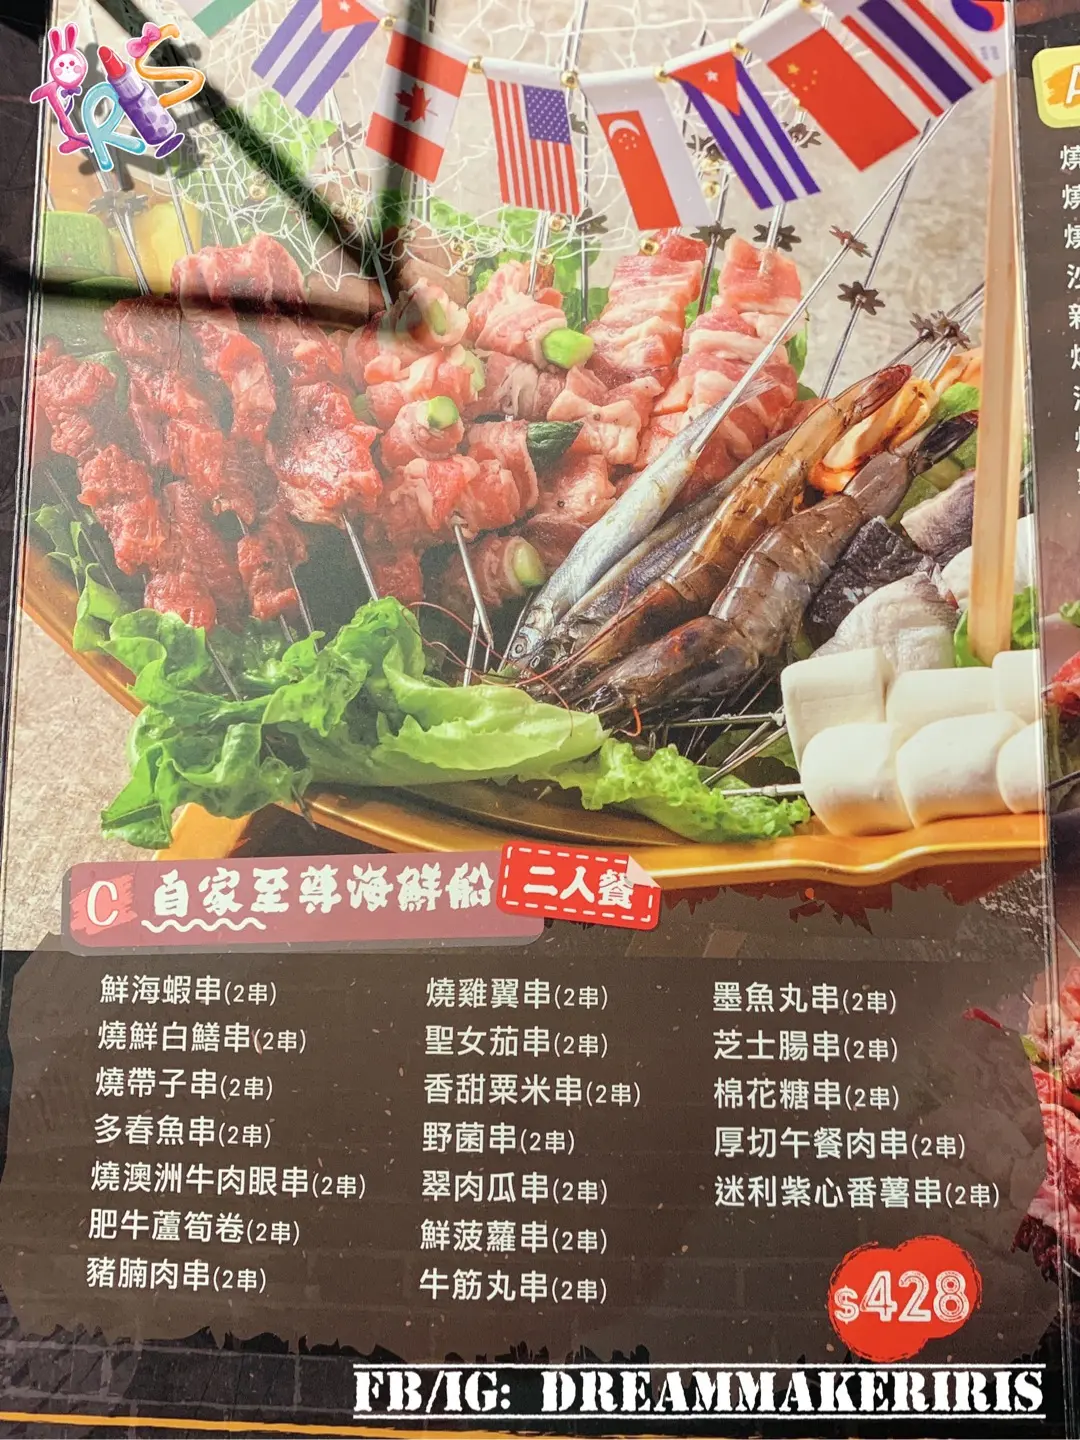 IRIS
C 自家至尊海鮮船 二人餐
鮮海蝦串(2串)
燒鮮白鱔串(2串)
燒帶子串(2串)
多春魚串(2串)
燒澳洲牛肉眼串(2串)
肥牛蘆筍卷(2串)
豬腩肉串(2串)
燒雞翼串(2串)
聖女茄串(2串)
香甜粟米串(2串)
野菌串(2串)
翠肉瓜串(2串)
鮮菠蘿串(2串)
牛筋丸串(2串)
墨魚丸串(2串)
芝士腸串(2串)
棉花糖串(2串)
厚切午餐肉串(2串)
迷利紫心番薯串(2串)
$428
FB/IG: DREAMMAKERIRIS